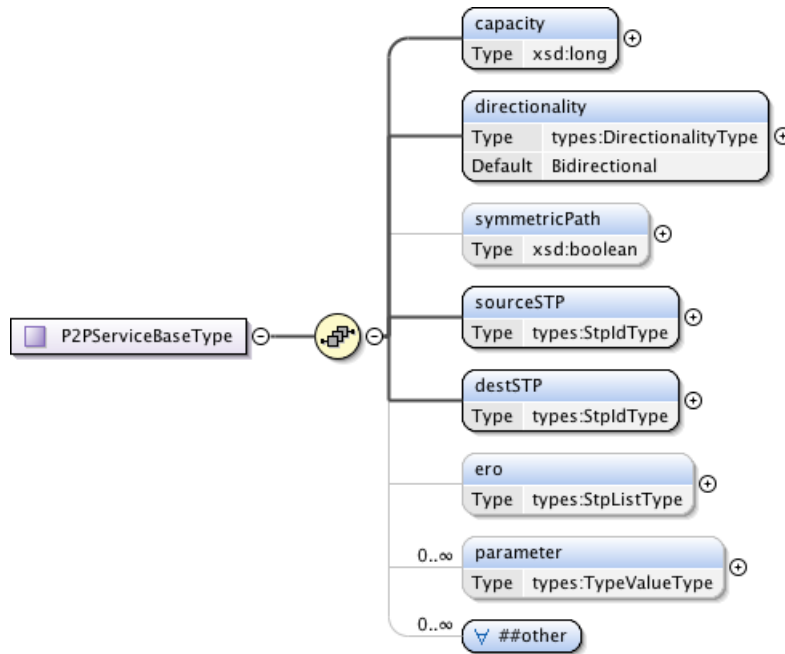 capacity
Type xsd:long
directionality
Type types:DirectionalityType
Default Bidirectional
symmetricPath
Type xsd:boolean
sourceSTP
Type types:StpIdType
P2PServiceBaseType
destSTP
Type types:StpIdType
ero
Type types:StpListType
0..∞
parameter
Type types:TypeValueType
0..∞
∀ ##other